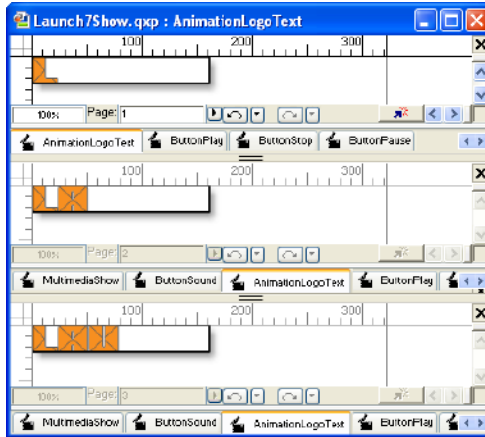 Launch7Show.qxp : AnimationLogoText
100 200 300
100% Page: 1
AnimationLogoText ButtonPlay ButtonStop ButtonPause
100 200 300
100% Page: 2
MultimediaShow ButtonSound AnimationLogoText ButtonPlay
100 200 300
100% Page: 3
MultimediaShow ButtonSound AnimationLogoText ButtonPlay